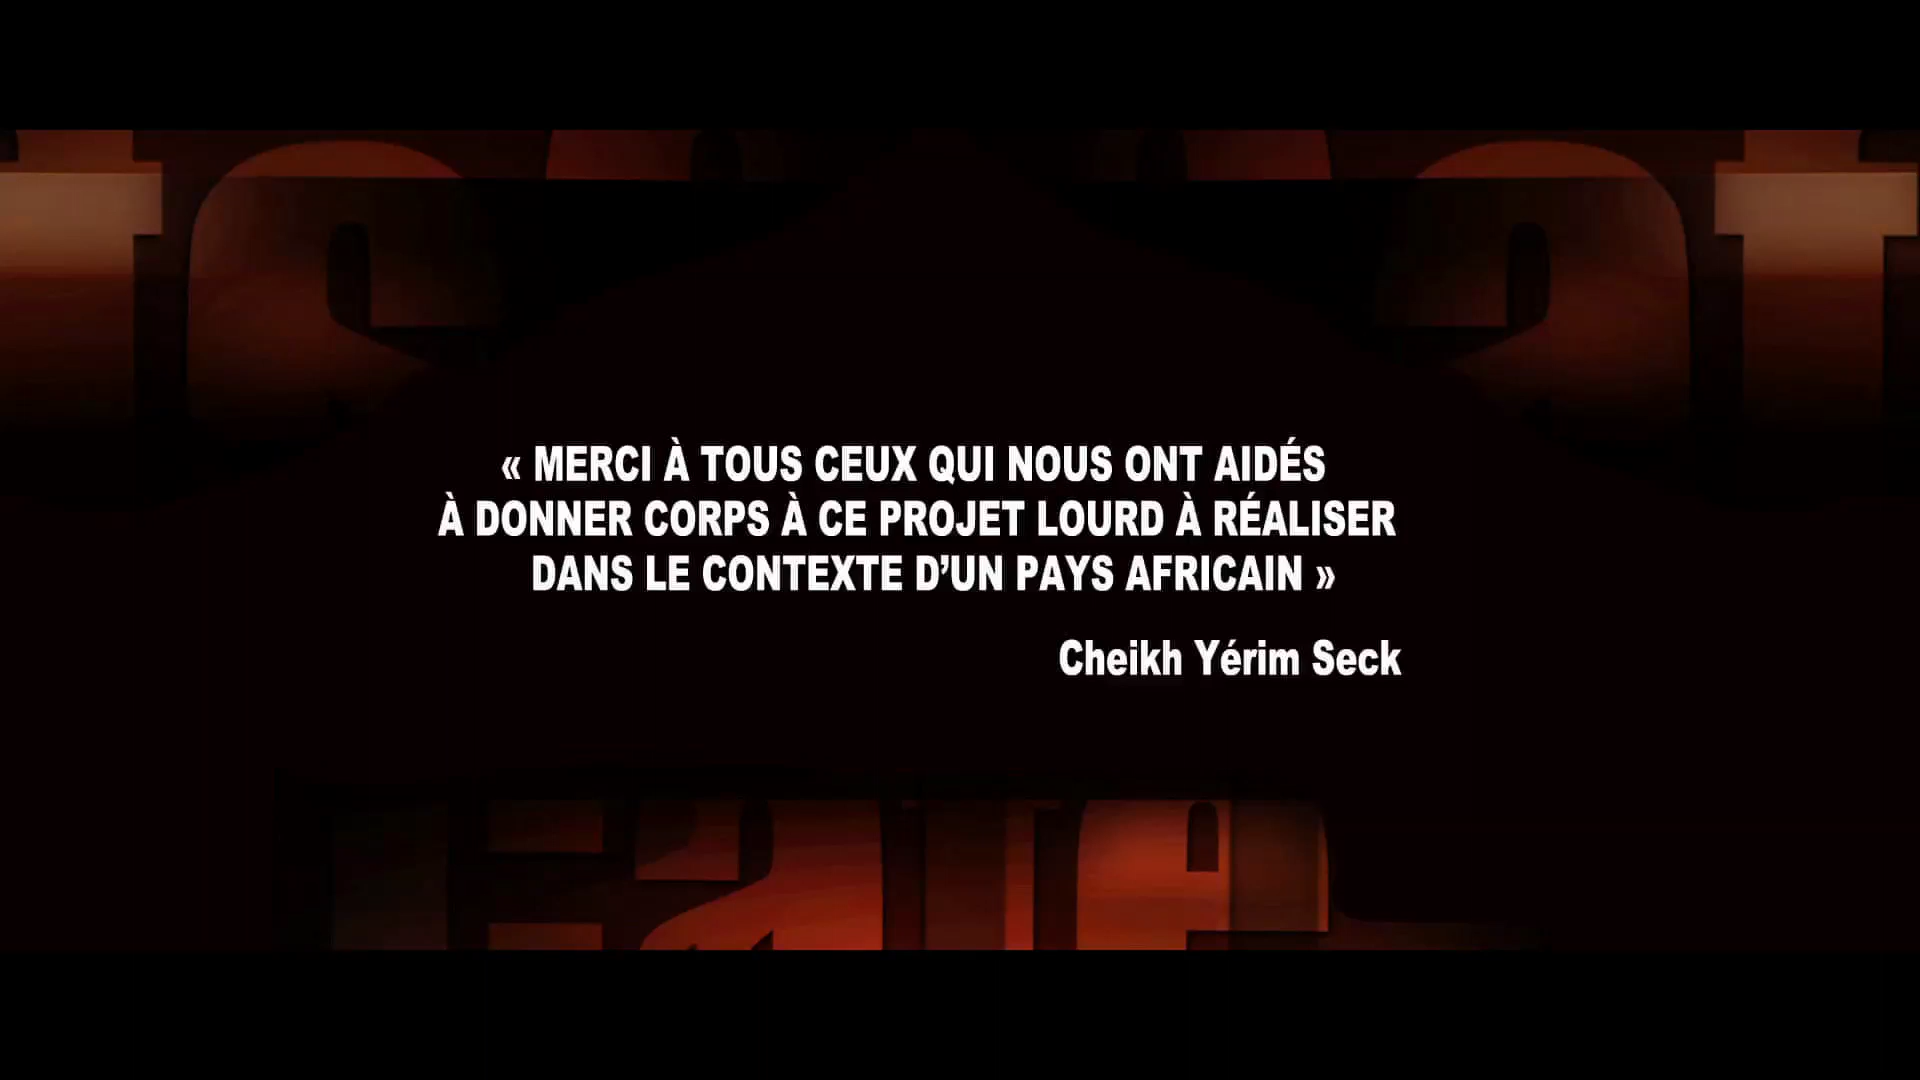 « MERCI À TOUS CEUX QUI NOUS ONT AIDÉS
À DONNER CORPS À CE PROJET LOURD À RÉALISER
DANS LE CONTEXTE D’UN PAYS AFRICAIN »
Cheikh Yérim Seck